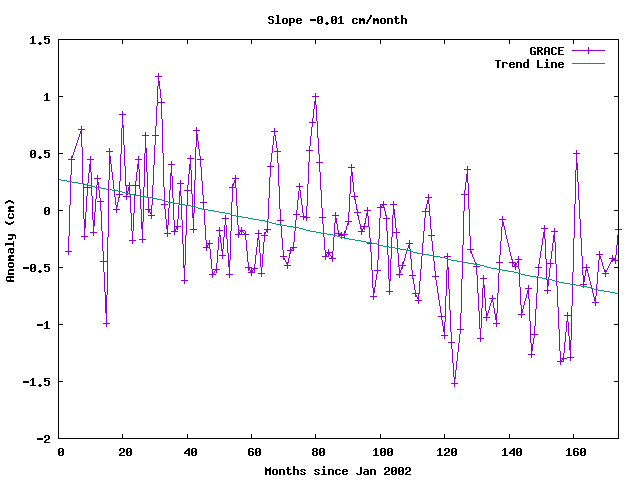 Slope -0.01 cm/month
GRACE
Trend Line
1.5
1
0.5
0
-0.5
-1
-1.5
-2
Anomaly (cm)
0 20 40 60 80 100 120 140 160
Months since Jan 2002